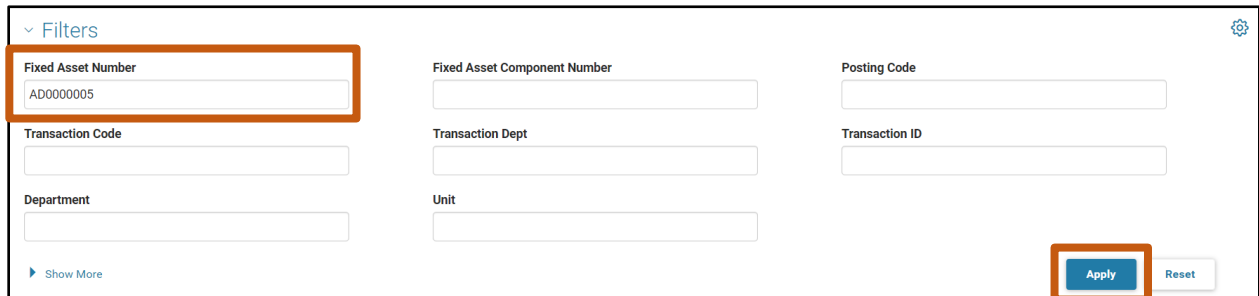 Filters
Fixed Asset Number Fixed Asset Component Number Posting Code
AD0000005
Transaction Code Transaction Dept Transaction ID
Department Unit
Show More Apply Reset